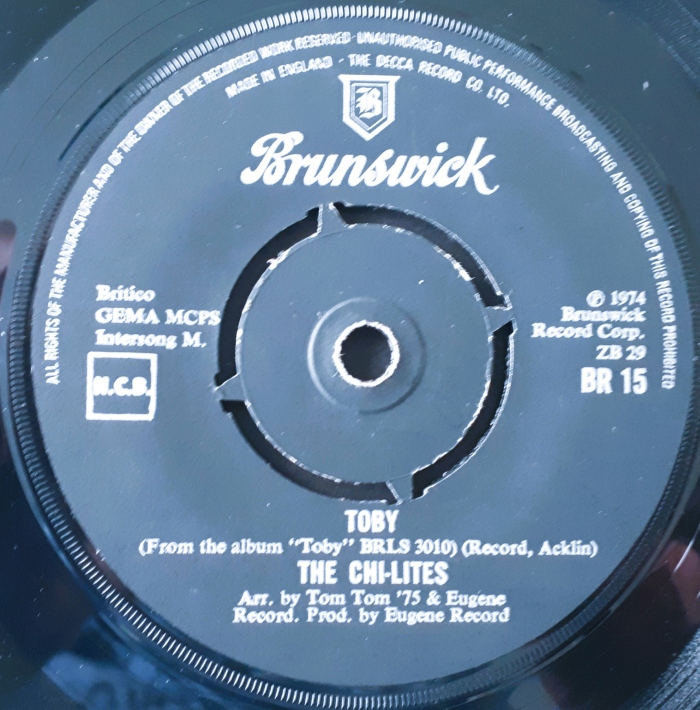 ALL RIGHTS OF THE MANUFACTURER AND OF THE OWNER OF THE RECORDED WORK RESERVED · UNAUTHORISED PUBLIC PERFORMANCE BROADCASTING AND COPYING OF THIS RECORD PROHIBITED
MADE IN ENGLAND · THE DECCA RECORD CO. LTD.
B
Brunswick
Britico
GEMA MCPS
Intersong M.
N.C.B.
℗ 1974
Brunswick
Record Corp.
ZB 29
BR 15
TOBY
(From the album "Toby" BRLS 3010) (Record, Acklin)
THE CHI-LITES
Arr. by Tom Tom '75 & Eugene
Record. Prod. by Eugene Record